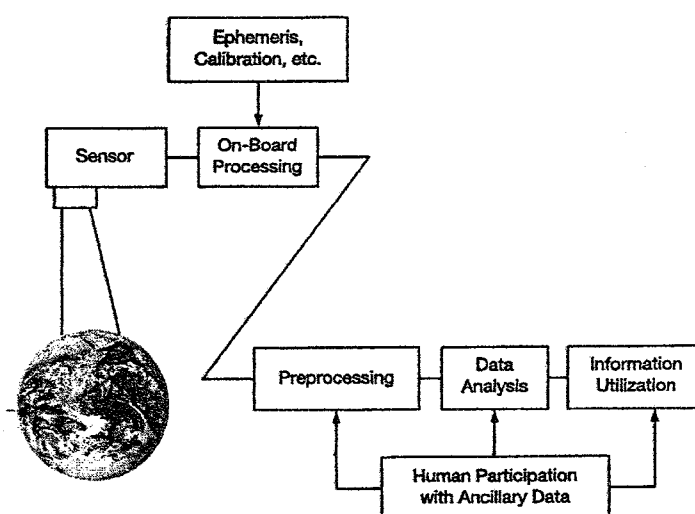 Ephemeris,
Calibration, etc.
Sensor
On-Board
Processing
Preprocessing
Data
Analysis
Information
Utilization
Human Participation
with Ancillary Data